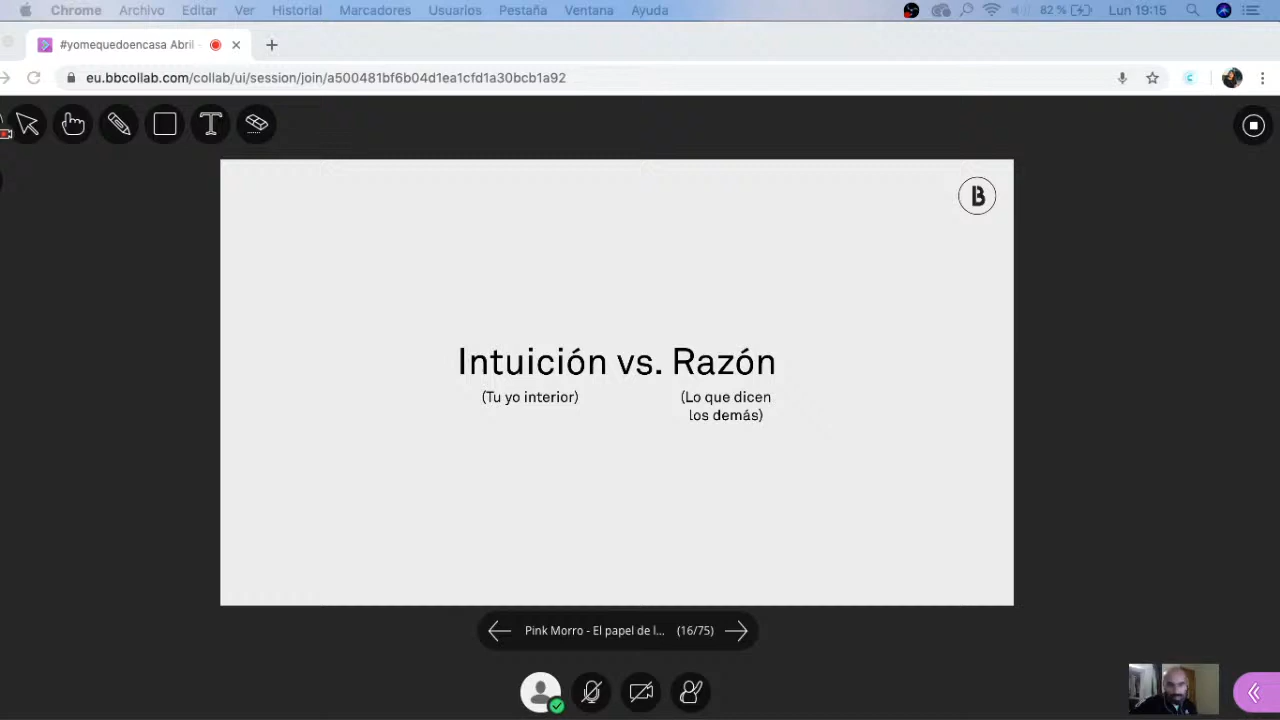 Chrome Archivo Editar Ver Historial Marcadores Usuarios Pestaña Ventana Ayuda 82 % Lun 19:15
#yomequedoencasa Abril -
eu.bbcollab.com/collab/ui/session/join/a500481bf6b04d1ea1cfd1a30bcb1a92
T
B
Intuición vs. Razón
(Tu yo interior) (Lo que dicen
los demás)
Pink Morro - El papel de l... (16/75)